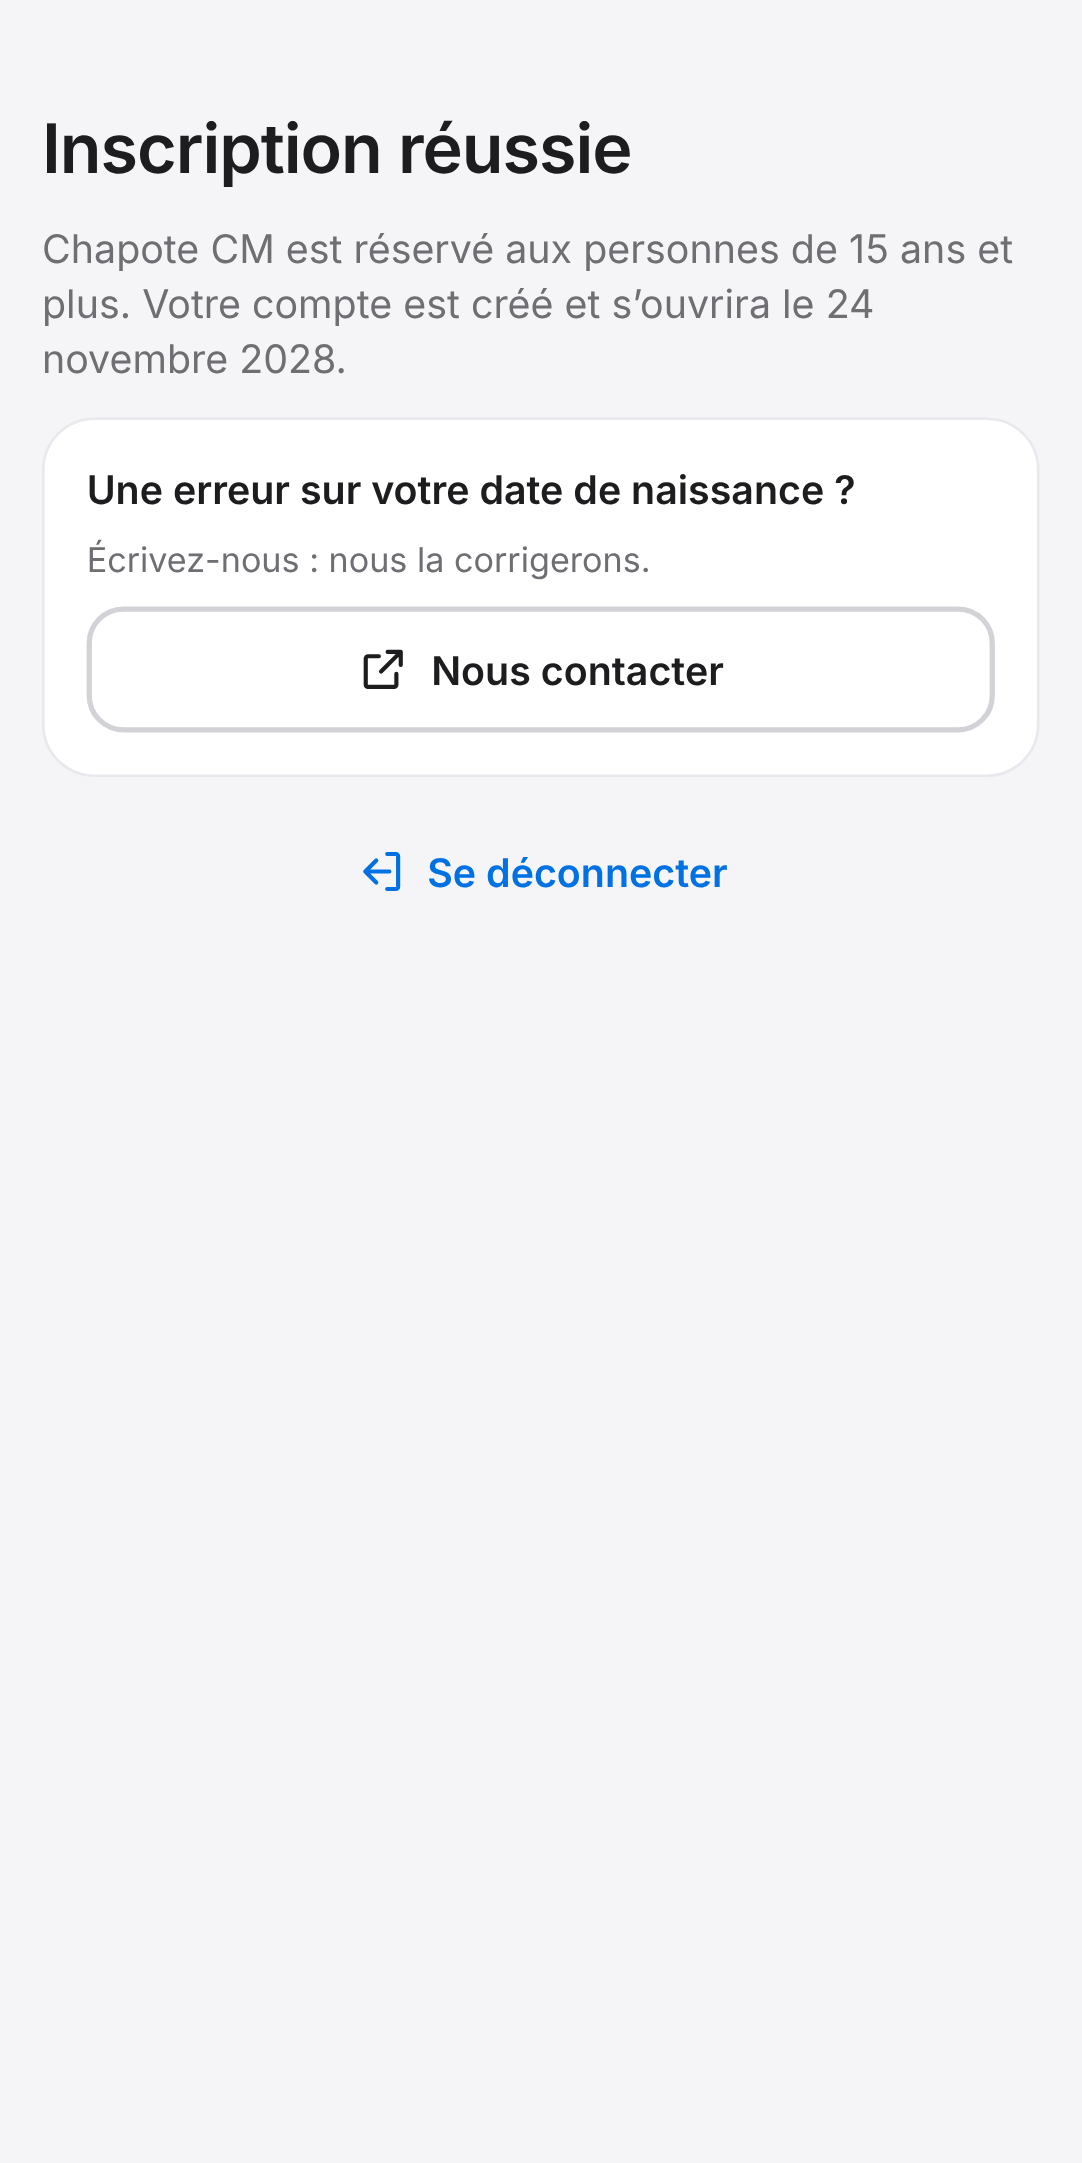 Inscription réussie
Chapote CM est réservé aux personnes de 15 ans et
plus. Votre compte est créé et s’ouvrira le 24
novembre 2028.
Une erreur sur votre date de naissance ?
Écrivez-nous : nous la corrigerons.
Nous contacter
Se déconnecter